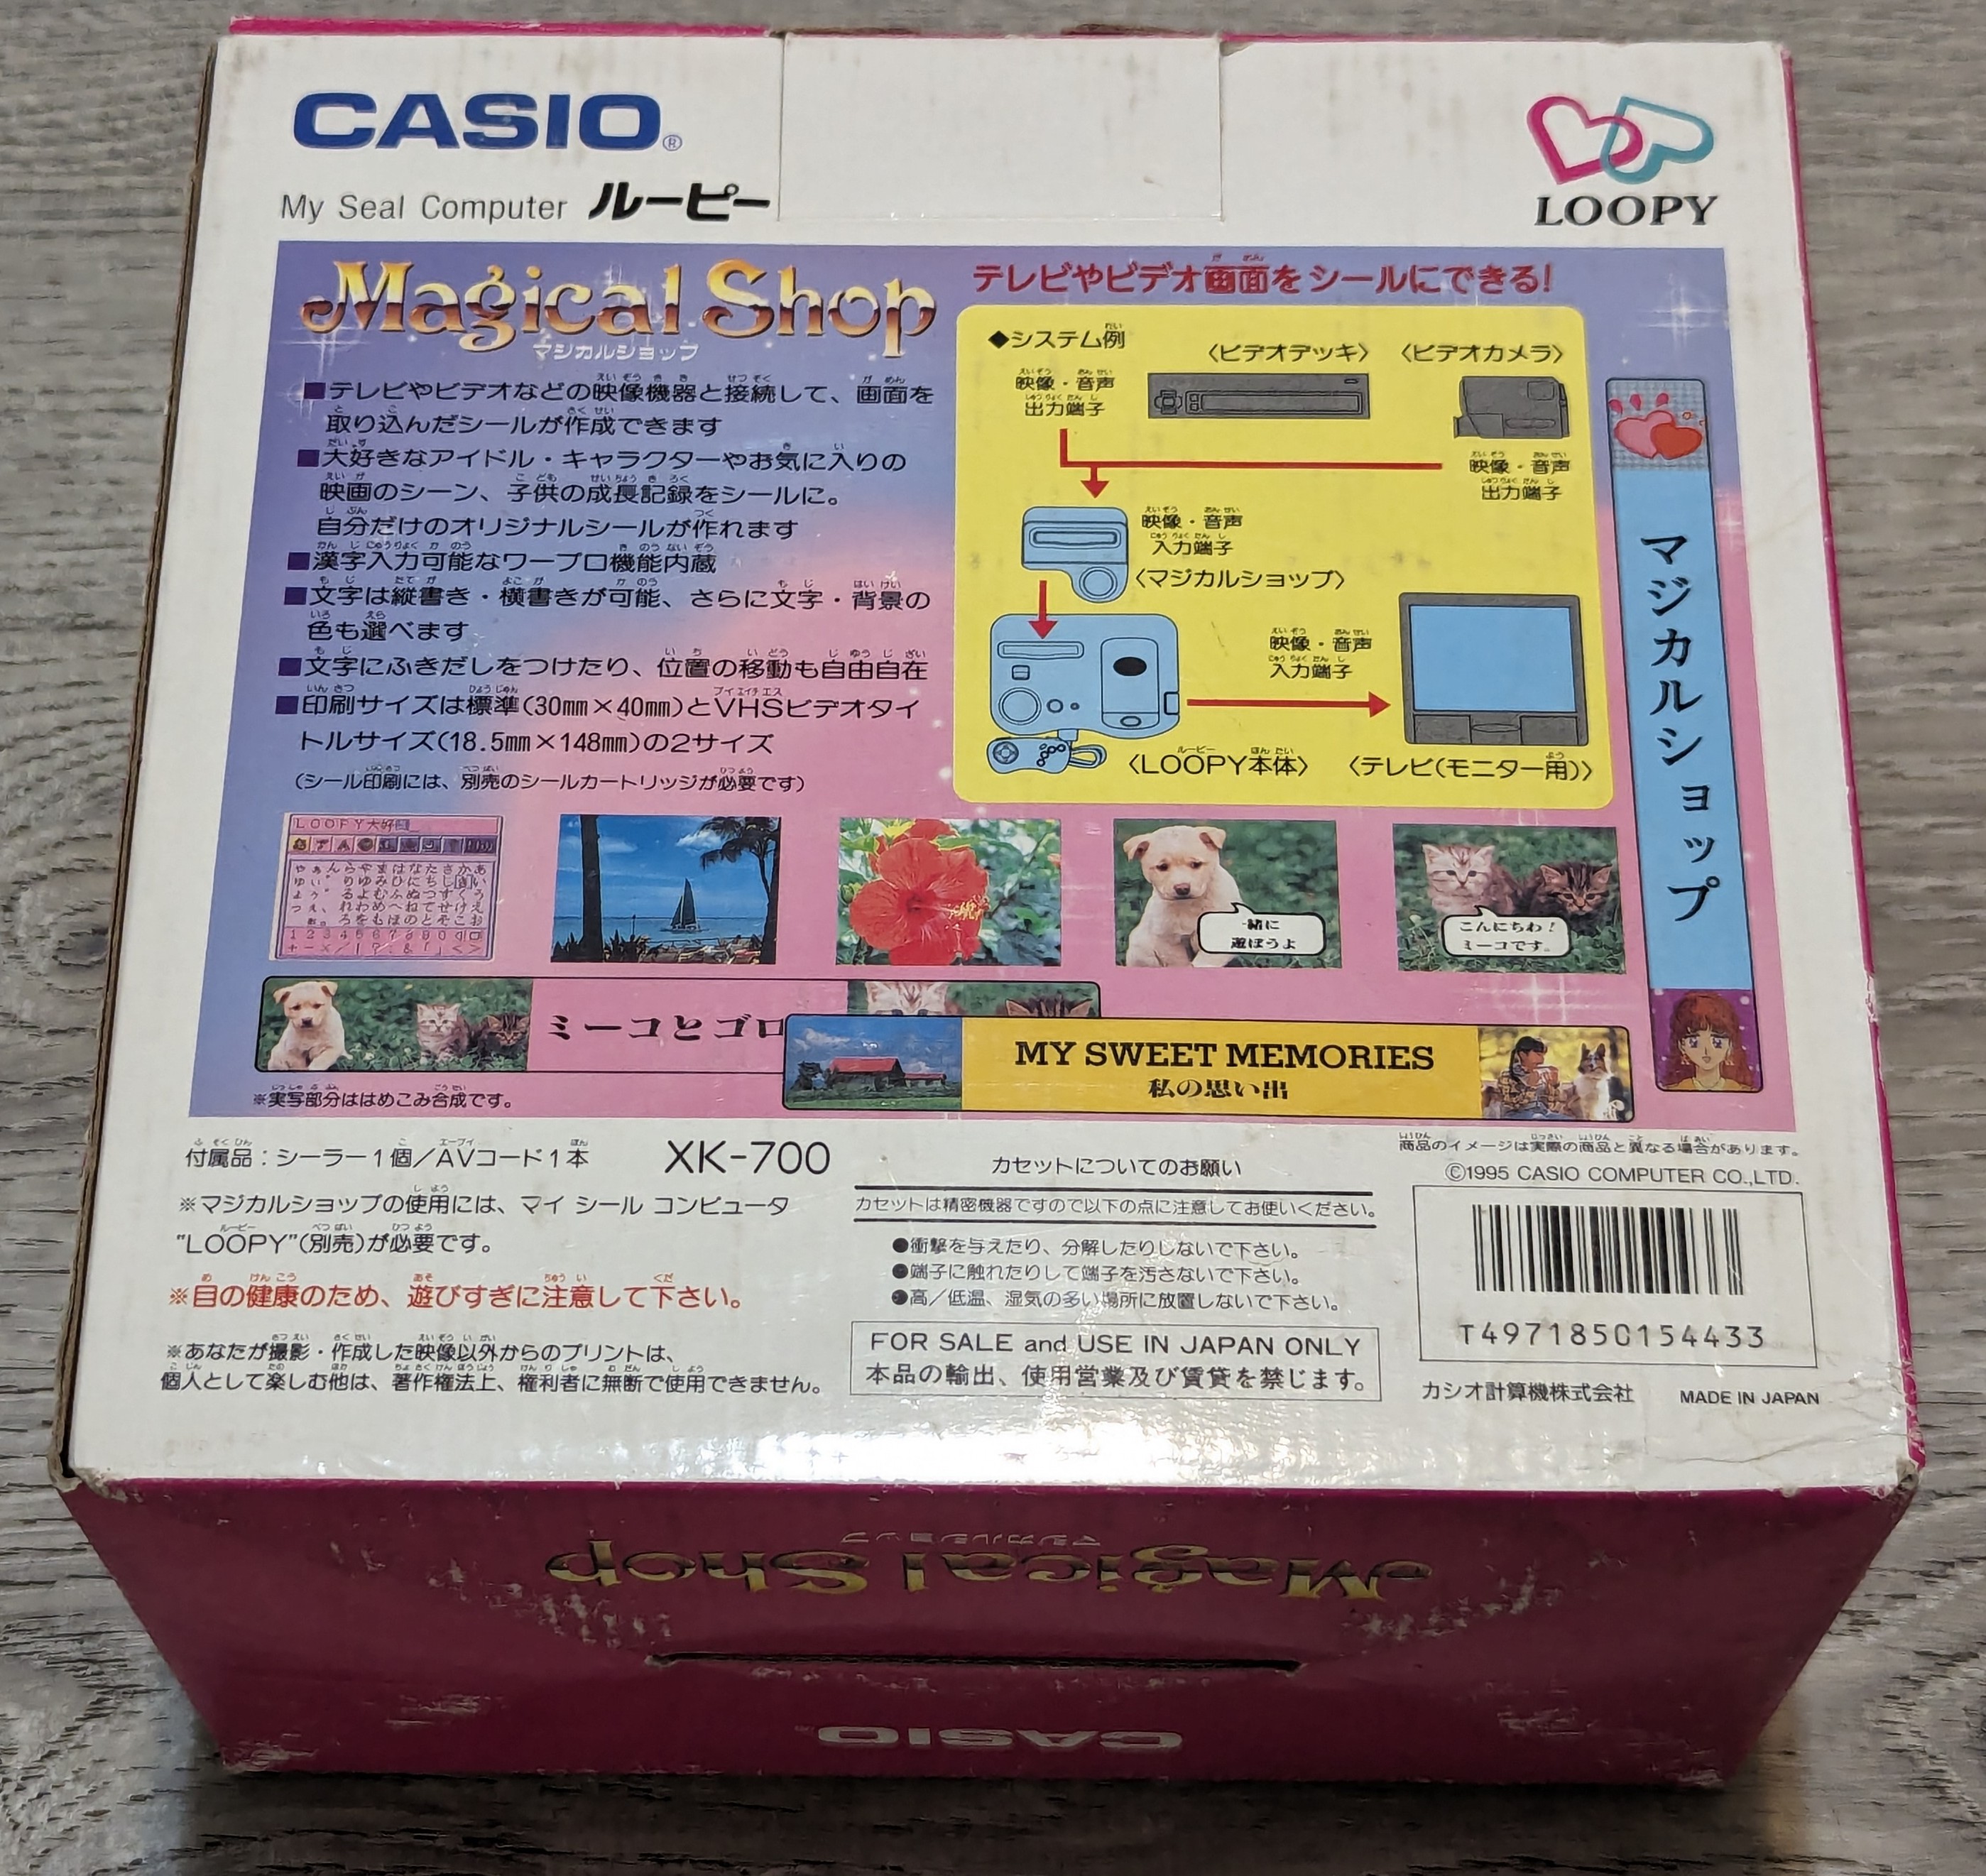 CASIO®
My Seal Computer ルーピー
LOOPY
Magical Shop
マジカルショップ
■テレビやビデオなどの映像機器と接続して、画面を
取り込んだシールが作成できます
■大好きなアイドル・キャラクターやお気に入りの
映画のシーン、子供の成長記録をシールに。
自分だけのオリジナルシールが作れます
■漢字入力可能なワープロ機能内蔵
■文字は縦書き・横書きが可能、さらに文字・背景の
色も選べます
■文字にふきだしをつけたり、位置の移動も自由自在
■印刷サイズは標準(30mm×40mm)とVHSビデオタイ
トルサイズ(18.5mm×148mm)の2サイズ
(シール印刷には、別売のシールカートリッジが必要です)
テレビやビデオ画面をシールにできる!
◆システム例
〈ビデオデッキ〉
〈ビデオカメラ〉
映像・音声
出力端子
映像・音声
出力端子
映像・音声
入力端子
〈マジカルショップ〉
映像・音声
入力端子
〈LOOPY本体〉
〈テレビ(モニター用)〉
マジカルショップ
LOOPY大好
一緒に
遊ぼうよ
こんにちわ!
ミーコです。
ミーコとゴロ
MY SWEET MEMORIES
私の思い出
※実写部分ははめこみ合成です。
付属品:シーラー1個/AVコード1本
XK-700
※マジカルショップの使用には、マイ シール コンピュータ
"LOOPY"(別売)が必要です。
※目の健康のため、遊びすぎに注意して下さい。
※あなたが撮影・作成した映像以外からのプリントは、
個人として楽しむ他は、著作権法上、権利者に無断で使用できません。
カセットについてのお願い
カセットは精密機器ですので以下の点に注意してお使いください。
●衝撃を与えたり、分解したりしないで下さい。
●端子に触れたりして端子を汚さないで下さい。
●高/低温、湿気の多い場所に放置しないで下さい。
FOR SALE and USE IN JAPAN ONLY
本品の輸出、使用営業及び賃貸を禁じます。
商品のイメージは実際の商品と異なる場合があります。
©1995 CASIO COMPUTER CO.,LTD.
T4971850154433
カシオ計算機株式会社
MADE IN JAPAN
Magical Shop
マジカルショップ
CASIO